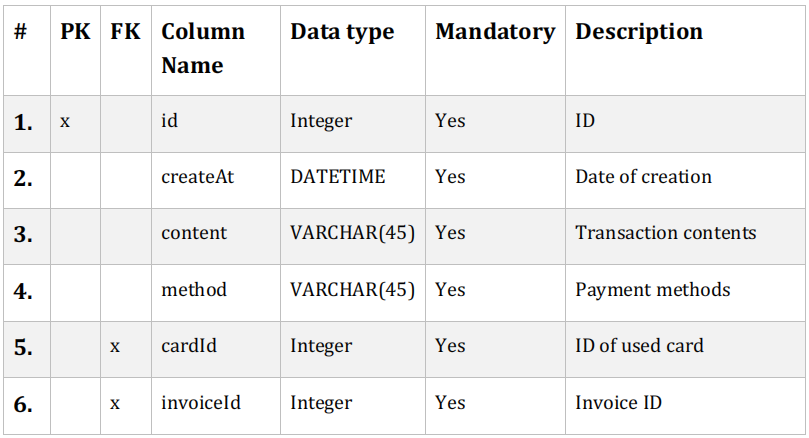 # PK FK Column Name Data type Mandatory Description
1. x id Integer Yes ID
2. createAt DATETIME Yes Date of creation
3. content VARCHAR(45) Yes Transaction contents
4. method VARCHAR(45) Yes Payment methods
5. x cardId Integer Yes ID of used card
6. x invoiceId Integer Yes Invoice ID